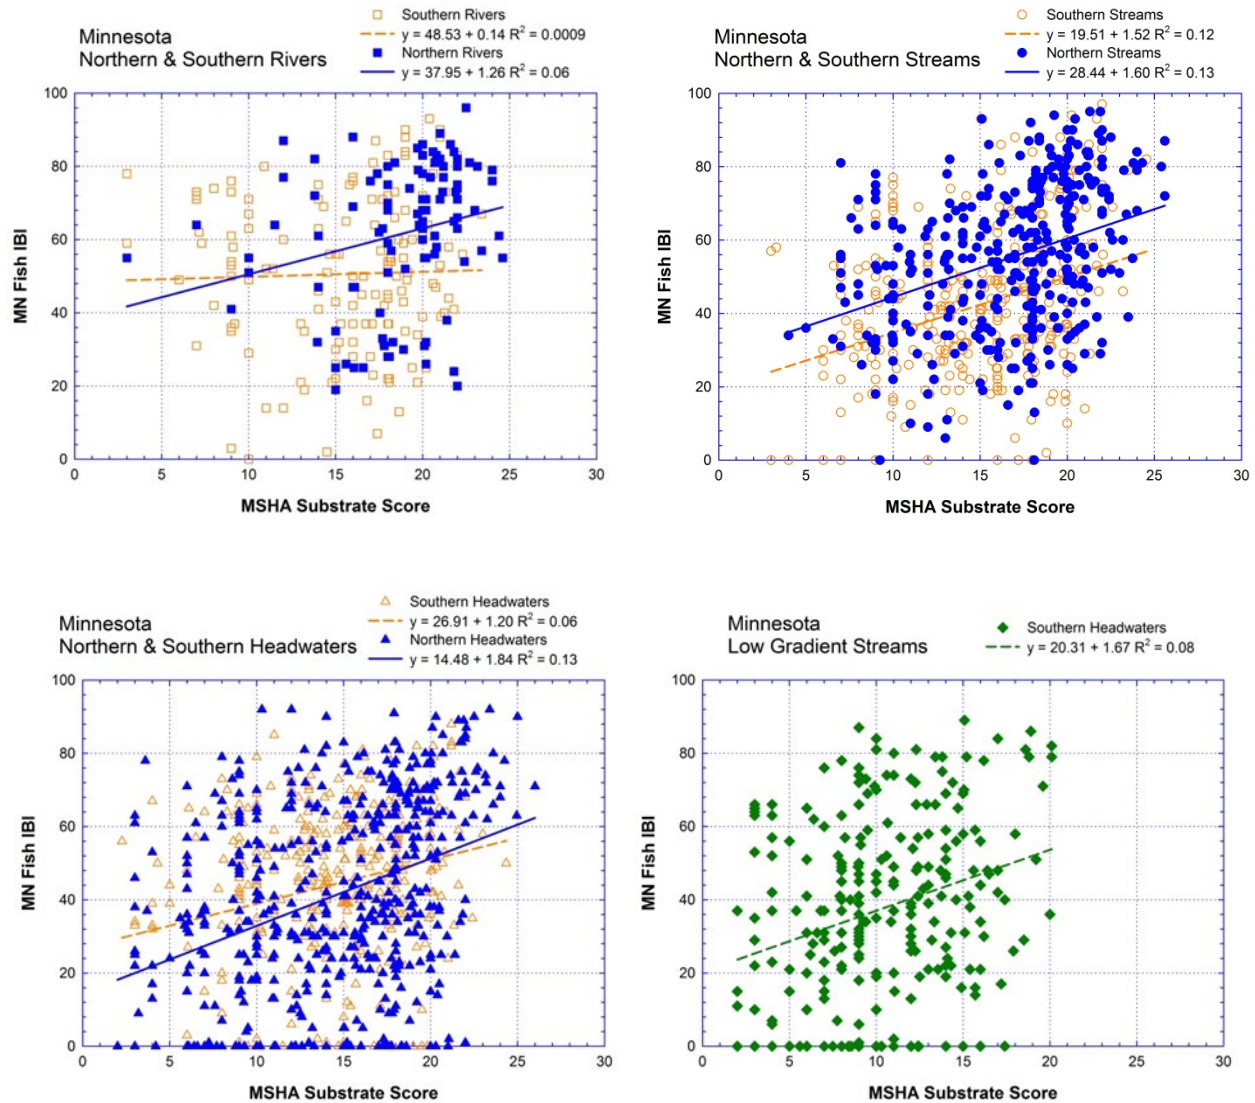 Minnesota
Northern & Southern Rivers
Southern Rivers
y = 48.53 + 0.14 R² = 0.0009
Northern Rivers
y = 37.95 + 1.26 R² = 0.06
MN Fish IBI
100
80
60
40
20
0
0 5 10 15 20 25 30
MSHA Substrate Score
Minnesota
Northern & Southern Streams
Southern Streams
y = 19.51 + 1.52 R² = 0.12
Northern Streams
y = 28.44 + 1.60 R² = 0.13
MN Fish IBI
100
80
60
40
20
0
0 5 10 15 20 25 30
MSHA Substrate Score
Minnesota
Northern & Southern Headwaters
Southern Headwaters
y = 26.91 + 1.20 R² = 0.06
Northern Headwaters
y = 14.48 + 1.84 R² = 0.13
MN Fish IBI
100
80
60
40
20
0
0 5 10 15 20 25 30
MSHA Substrate Score
Minnesota
Low Gradient Streams
Southern Headwaters
y = 20.31 + 1.67 R² = 0.08
MN Fish IBI
100
80
60
40
20
0
0 5 10 15 20 25 30
MSHA Substrate Score